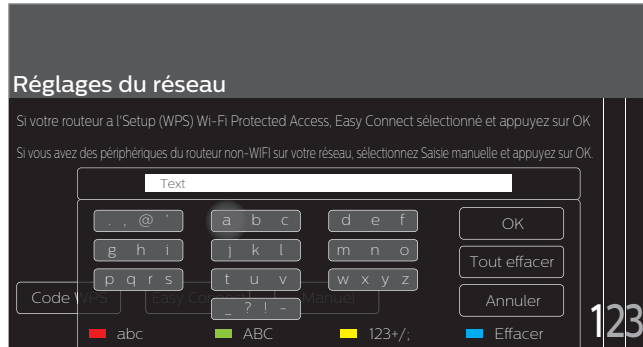 Réglages du réseau
Si votre routeur a l'Setup (WPS) Wi-Fi Protected Access, Easy Connect sélectionné et appuyez sur OK
Si vous avez des périphériques du routeur non-WIFI sur votre réseau, sélectionnez Saisie manuelle et appuyez sur OK.
Text
. , @ ' a b c d e f OK
g h i j k l m n o Tout effacer
p q r s t u v w x y z
Code WPS Easy Connect Manuel Annuler
_ ? ! -
abc ABC 123+/; Effacer
123